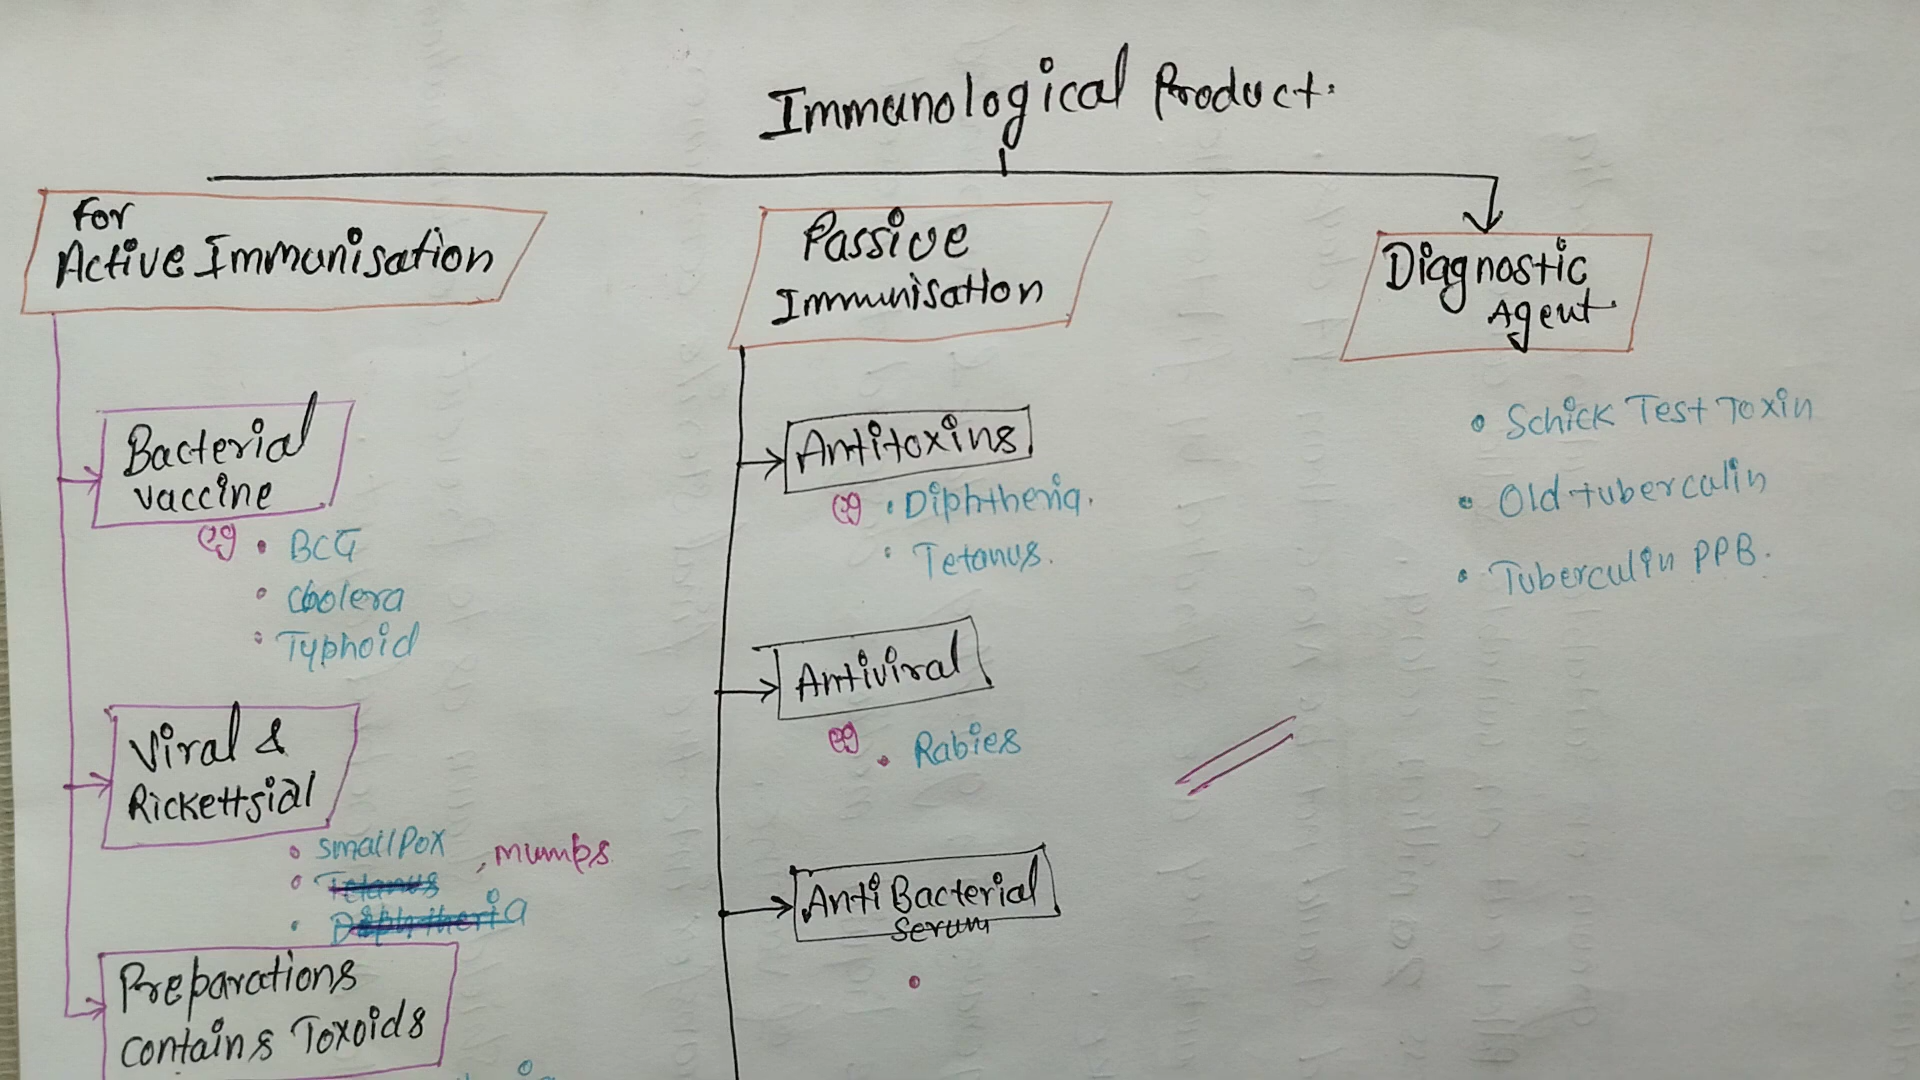 Immunological Product.
For
Active Immunisation
Bacterial
vaccine
eg • BCG
• Cholera
• Typhoid
Viral &
Rickettsial
• smallPox, mumps
• Tetanus
• Diphtheria
Preparations
contains Toxoids
Passive
Immunisation
Antitoxins
eg • Diphtheria.
• Tetanus.
Antiviral
eg • Rabies
Anti Bacterial
Serum
•
Diagnostic
Agent
• Schick Test Toxin
• Old tuberculin
• Tuberculin PPB.